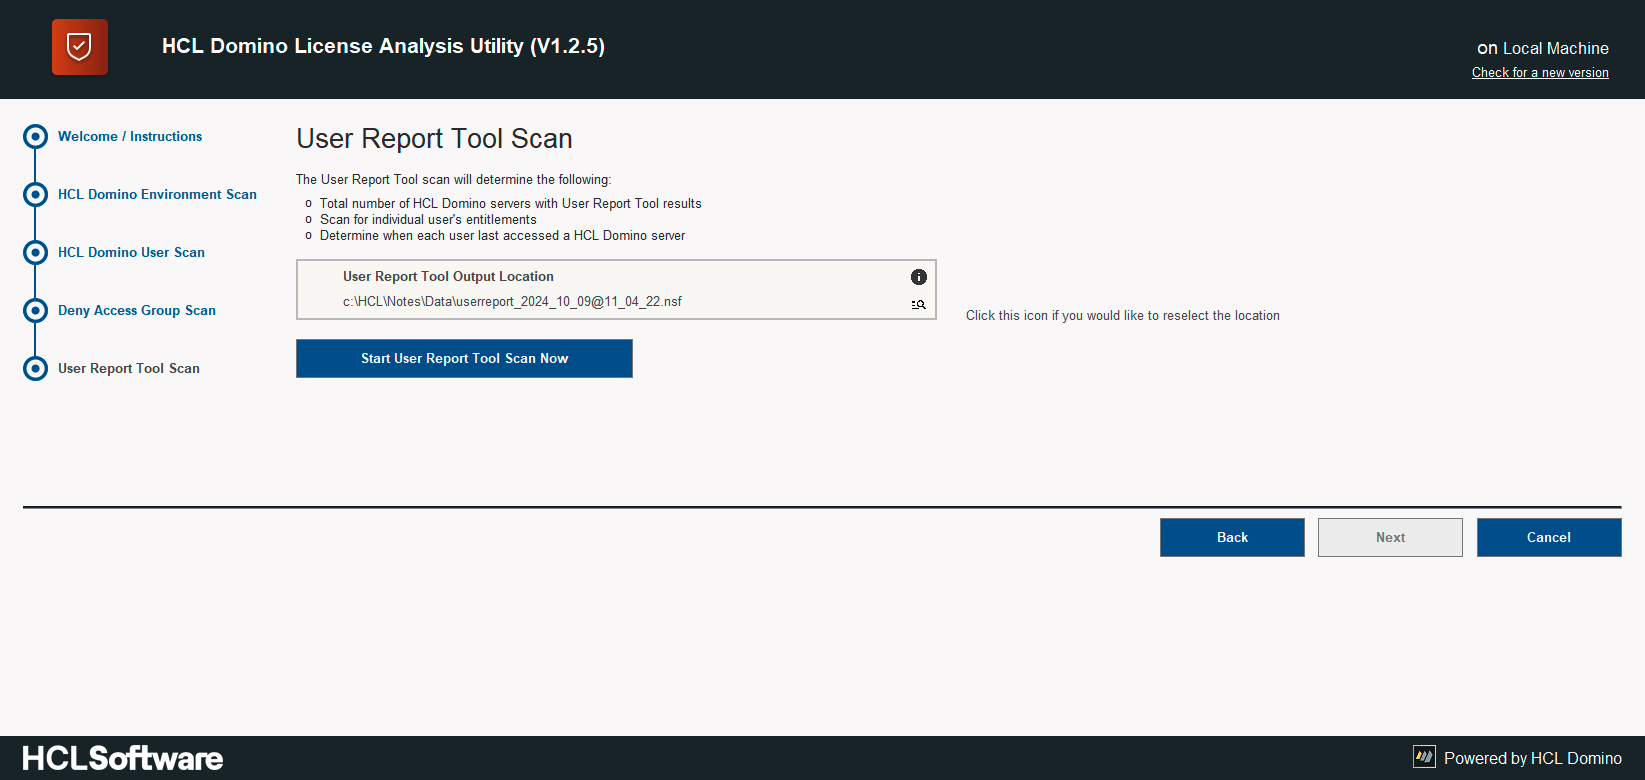 HCL Domino License Analysis Utility (V1.2.5)
on Local Machine
Check for a new version
Welcome / Instructions
HCL Domino Environment Scan
HCL Domino User Scan
Deny Access Group Scan
User Report Tool Scan
User Report Tool Scan
The User Report Tool scan will determine the following:
o Total number of HCL Domino servers with User Report Tool results
o Scan for individual user's entitlements
o Determine when each user last accessed a HCL Domino server
User Report Tool Output Location
c:\HCL\Notes\Data\userreport_2024_10_09@11_04_22.nsf
Click this icon if you would like to reselect the location
Start User Report Tool Scan Now
Back
Next
Cancel
HCLSoftware
Powered by HCL Domino